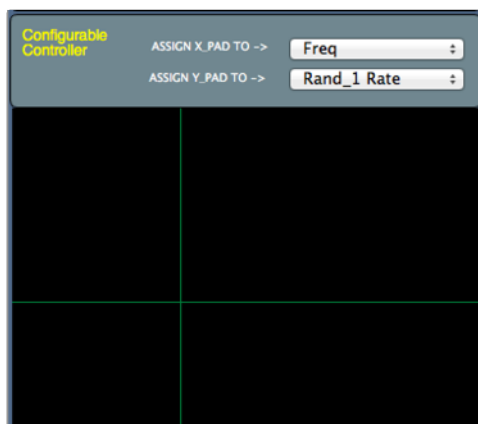 Configurable
Controller
ASSIGN X_PAD TO ->
Freq
ASSIGN Y_PAD TO ->
Rand_1 Rate